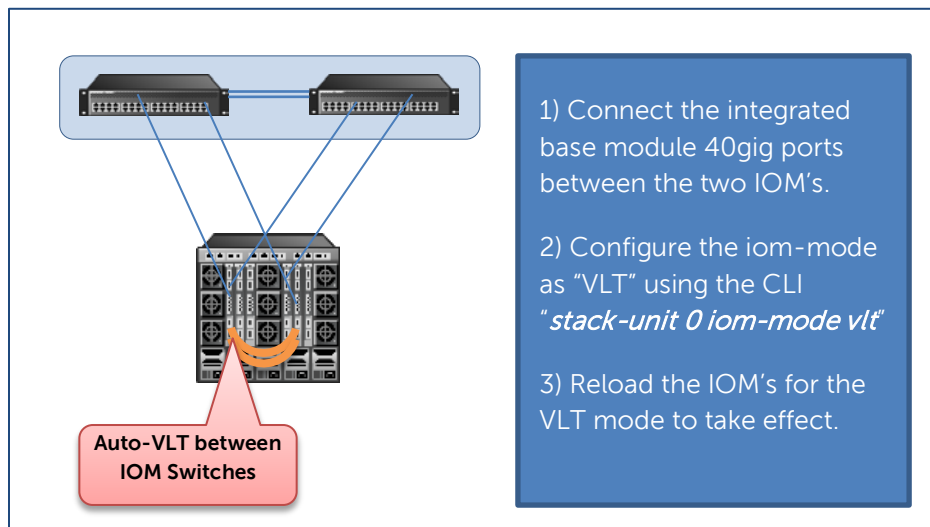 1) Connect the integrated
base module 40gig ports
between the two IOM’s.
2) Configure the iom-mode
as “VLT” using the CLI
“stack-unit 0 iom-mode vlt”
3) Reload the IOM’s for the
VLT mode to take effect.
Auto-VLT between
IOM Switches